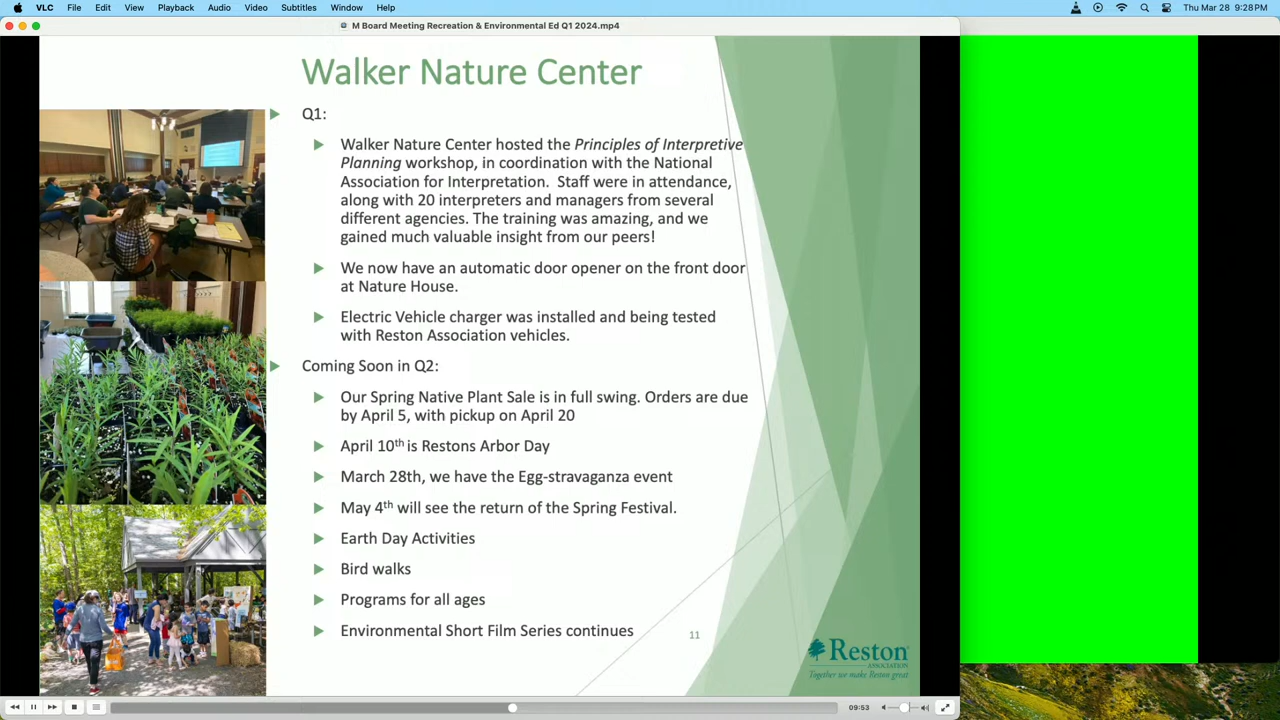 VLC File Edit View Playback Audio Video Subtitles Window Help Thu Mar 28 9:28PM
M Board Meeting Recreation & Environmental Ed Q1 2024.mp4
Walker Nature Center
Q1:
Walker Nature Center hosted the Principles of Interpretive
Planning workshop, in coordination with the National
Association for Interpretation. Staff were in attendance,
along with 20 interpreters and managers from several
different agencies. The training was amazing, and we
gained much valuable insight from our peers!
We now have an automatic door opener on the front door
at Nature House.
Electric Vehicle charger was installed and being tested
with Reston Association vehicles.
Coming Soon in Q2:
Our Spring Native Plant Sale is in full swing. Orders are due
by April 5, with pickup on April 20
April 10th is Restons Arbor Day
March 28th, we have the Egg-stravaganza event
May 4th will see the return of the Spring Festival.
Earth Day Activities
Bird walks
Programs for all ages
Environmental Short Film Series continues
11
Reston
ASSOCIATION
Together we make Reston great
09:53